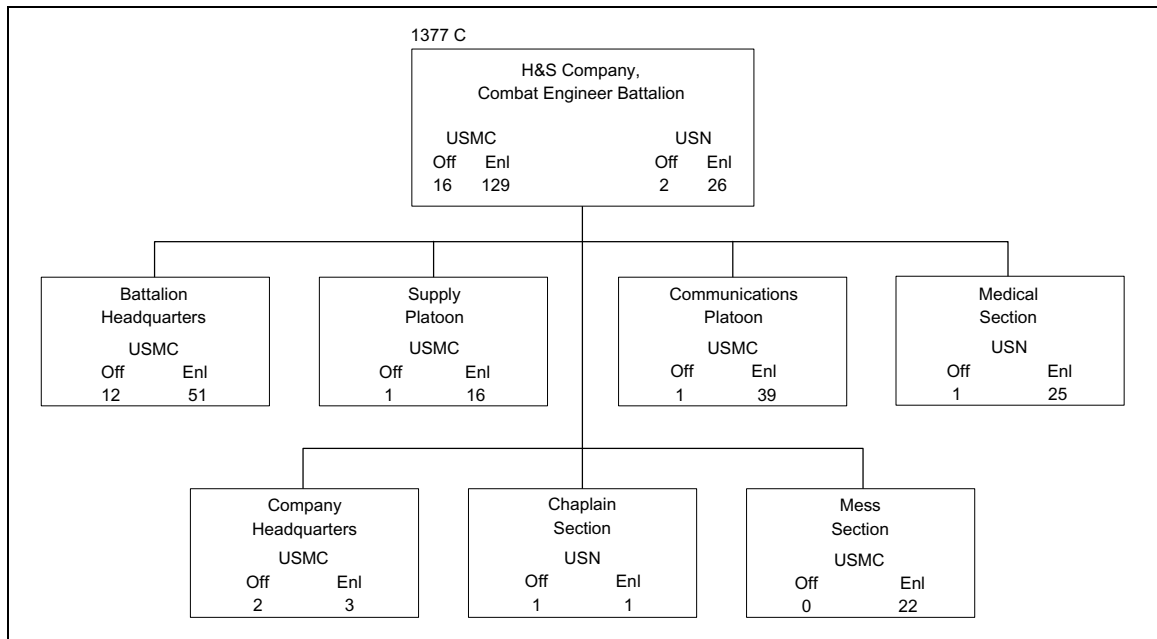 1377 C
H&S Company,
Combat Engineer Battalion
USMC USN
Off Enl Off Enl
16 129 2 26
Battalion
Headquarters
USMC
Off Enl
12 51
Supply
Platoon
USMC
Off Enl
1 16
Communications
Platoon
USMC
Off Enl
1 39
Medical
Section
USN
Off Enl
1 25
Company
Headquarters
USMC
Off Enl
2 3
Chaplain
Section
USN
Off Enl
1 1
Mess
Section
USMC
Off Enl
0 22